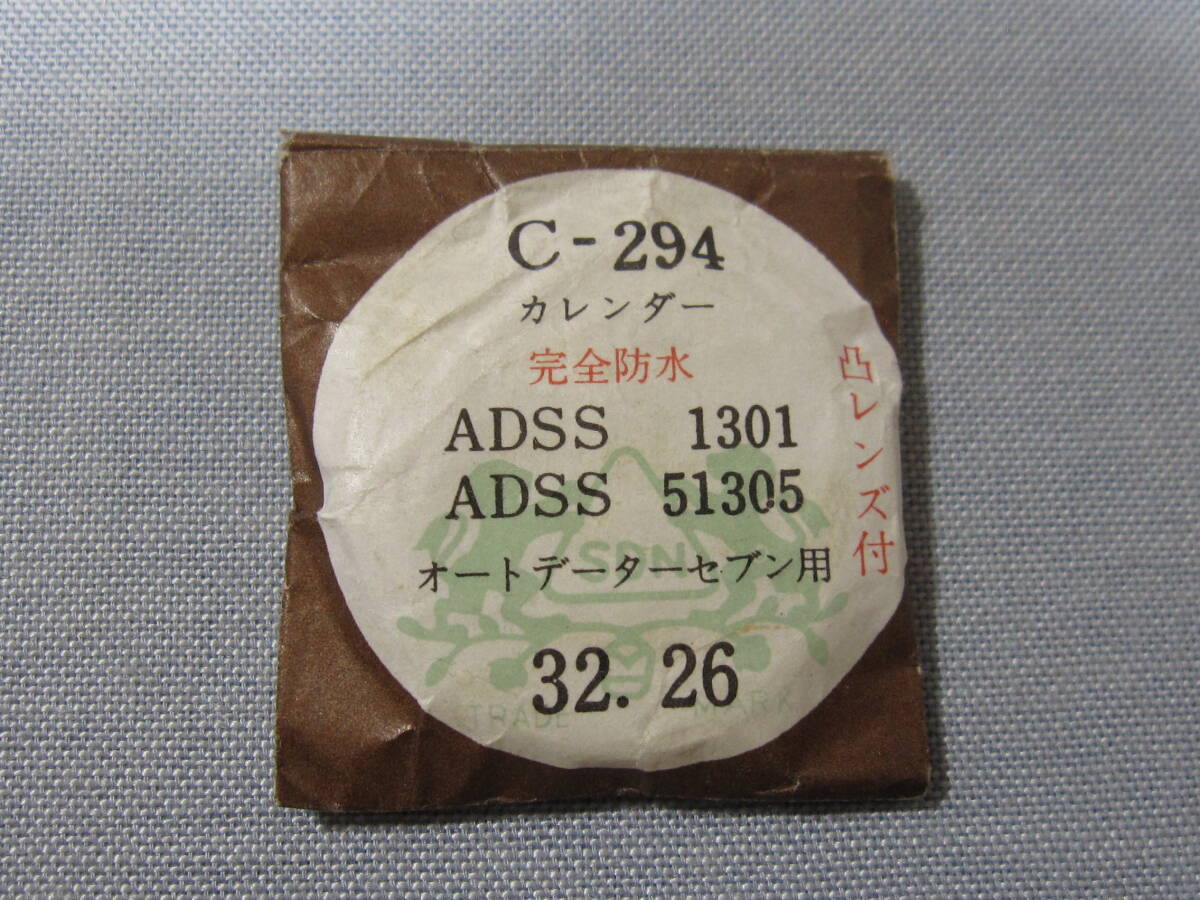 C-294
カレンダー
完全防水
ADSS 1301
ADSS 51305
オートデーターセブン用
32.26
凸レンズ付
SDN
TRADE MARK